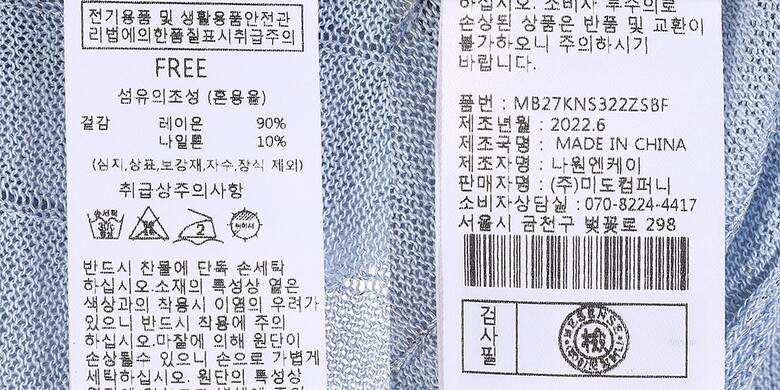 전기용품 및 생활용품안전관
리법에의한품질표시취급주의
FREE
섬유의조성 (혼용율)
겉감 레이온 90%
나일론 10%
(심지,상표,보강재,자수,장식 제외)
취급상주의사항
손세탁
2
드라이
반드시 찬물에 단독 손세탁
하십시오.소재의 특성상 옅은
색상과의 착용시 이염의 우려가
있으니 반드시 착용에 주의
하십시오.마찰에 의해 원단이
손상될수 있으니 손으로 가볍게
세탁하십시오. 원단의 특성상
하십시오. 소비자 부주의로
손상된 상품은 반품 및 교환이
불가하오니 주의하시기
바랍니다.
품번 : MB27KNS322ZSBF
제조년월 : 2022.6
제조국명 : MADE IN CHINA
제조자명 : 나원엔케이
판매자명 : (주)미도컴퍼니
소비자상담실 : 070-8224-4417
서울시 금천구 벚꽃로 298
검사필